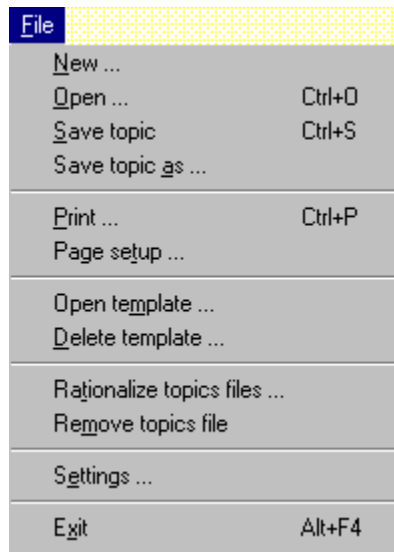 File
New ...
Open ... Ctrl+O
Save topic Ctrl+S
Save topic as ...
Print ... Ctrl+P
Page setup ...
Open template ...
Delete template ...
Rationalize topics files ...
Remove topics file
Settings ...
Exit Alt+F4